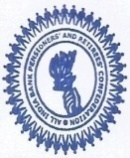 ALL INDIA BANK PENSIONERS' AND RETIREES' CONFEDERATION